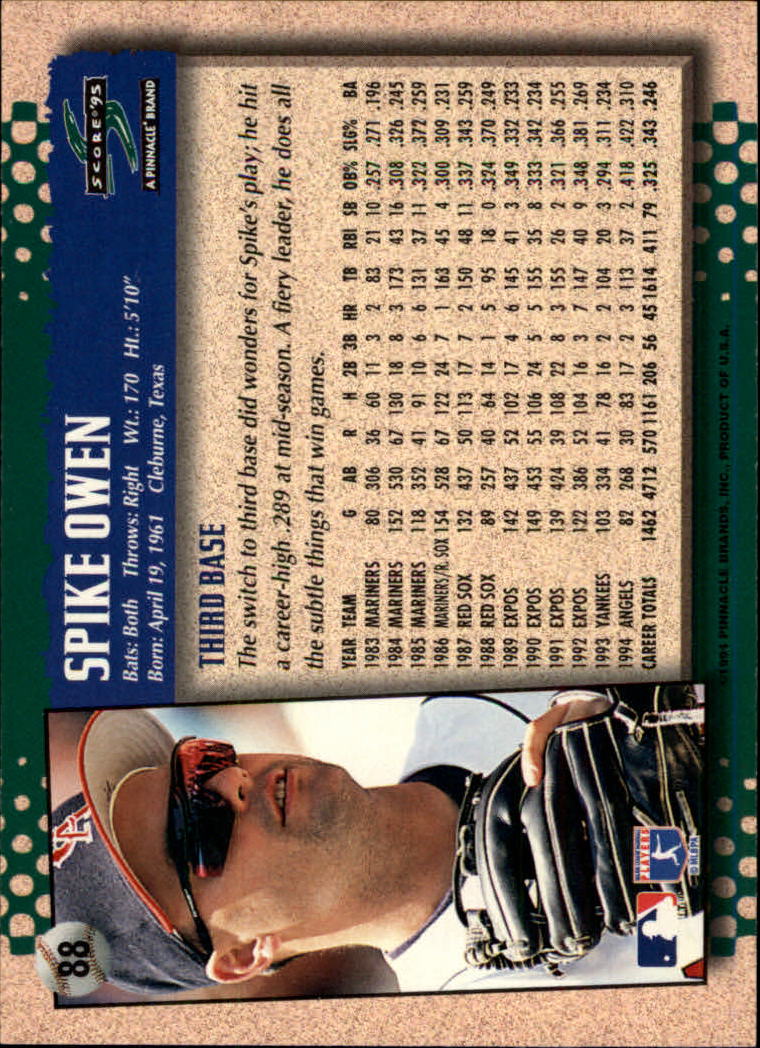 SPIKE OWEN
Bats: Both Throws: Right Wt.: 170 Ht.: 5'10"
Born: April 19, 1961 Cleburne, Texas
SCORE® '95
A PINNACLE® BRAND
THIRD BASE
The switch to third base did wonders for Spike's play; he hit
a career-high .289 at mid-season. A fiery leader, he does all
the subtle things that win games.
YEAR TEAM G AB R H 2B 3B HR TB RBI SB OB% SLG% BA
1983 MARINERS 80 306 36 60 11 3 2 83 21 10 .257 .271 .196
1984 MARINERS 152 530 67 130 18 8 3 173 43 16 .308 .326 .245
1985 MARINERS 118 352 41 91 10 6 6 131 37 11 .322 .372 .259
1986 MARINERS/R. SOX 154 528 67 122 24 7 1 163 45 4 .300 .309 .231
1987 RED SOX 132 437 50 113 17 7 2 150 48 11 .337 .343 .259
1988 RED SOX 89 257 40 64 14 1 5 95 18 0 .324 .370 .249
1989 EXPOS 142 437 52 102 17 4 6 145 41 3 .349 .332 .233
1990 EXPOS 149 453 55 106 24 5 5 155 35 8 .333 .342 .234
1991 EXPOS 139 424 39 108 22 8 3 155 26 2 .321 .366 .255
1992 EXPOS 122 386 52 104 16 3 7 147 40 9 .348 .381 .269
1993 YANKEES 103 334 41 78 16 2 2 104 20 3 .294 .311 .234
1994 ANGELS 82 268 30 83 17 2 3 113 37 2 .418 .422 .310
CAREER TOTALS 1462 4712 570 1161 206 56 45 1614 411 79 .325 .343 .246
©1994 PINNACLE BRANDS, INC., PRODUCT OF U.S.A.
88
CA
PLAYERS
© MLBPA